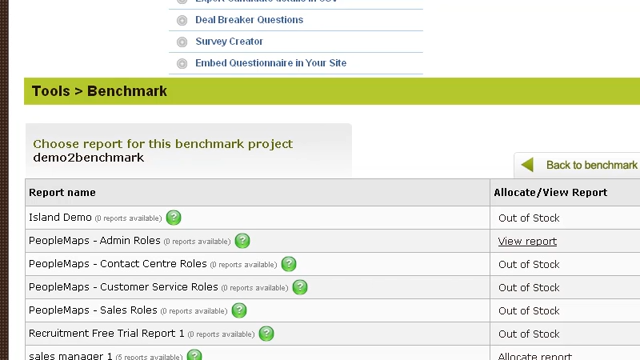 Deal Breaker Questions
Survey Creator
Embed Questionnaire in Your Site
Tools > Benchmark
Choose report for this benchmark project
demo2benchmark
Back to benchmark
Report name Allocate/View Report
Island Demo (0 reports available) ? Out of Stock
PeopleMaps - Admin Roles (0 reports available) ? View report
PeopleMaps - Contact Centre Roles (0 reports available) ? Out of Stock
PeopleMaps - Customer Service Roles (0 reports available) ? Out of Stock
PeopleMaps - Sales Roles (0 reports available) ? Out of Stock
Recruitment Free Trial Report 1 (0 reports available) ? Out of Stock
sales manager 1 (5 reports available) ? Allocate report